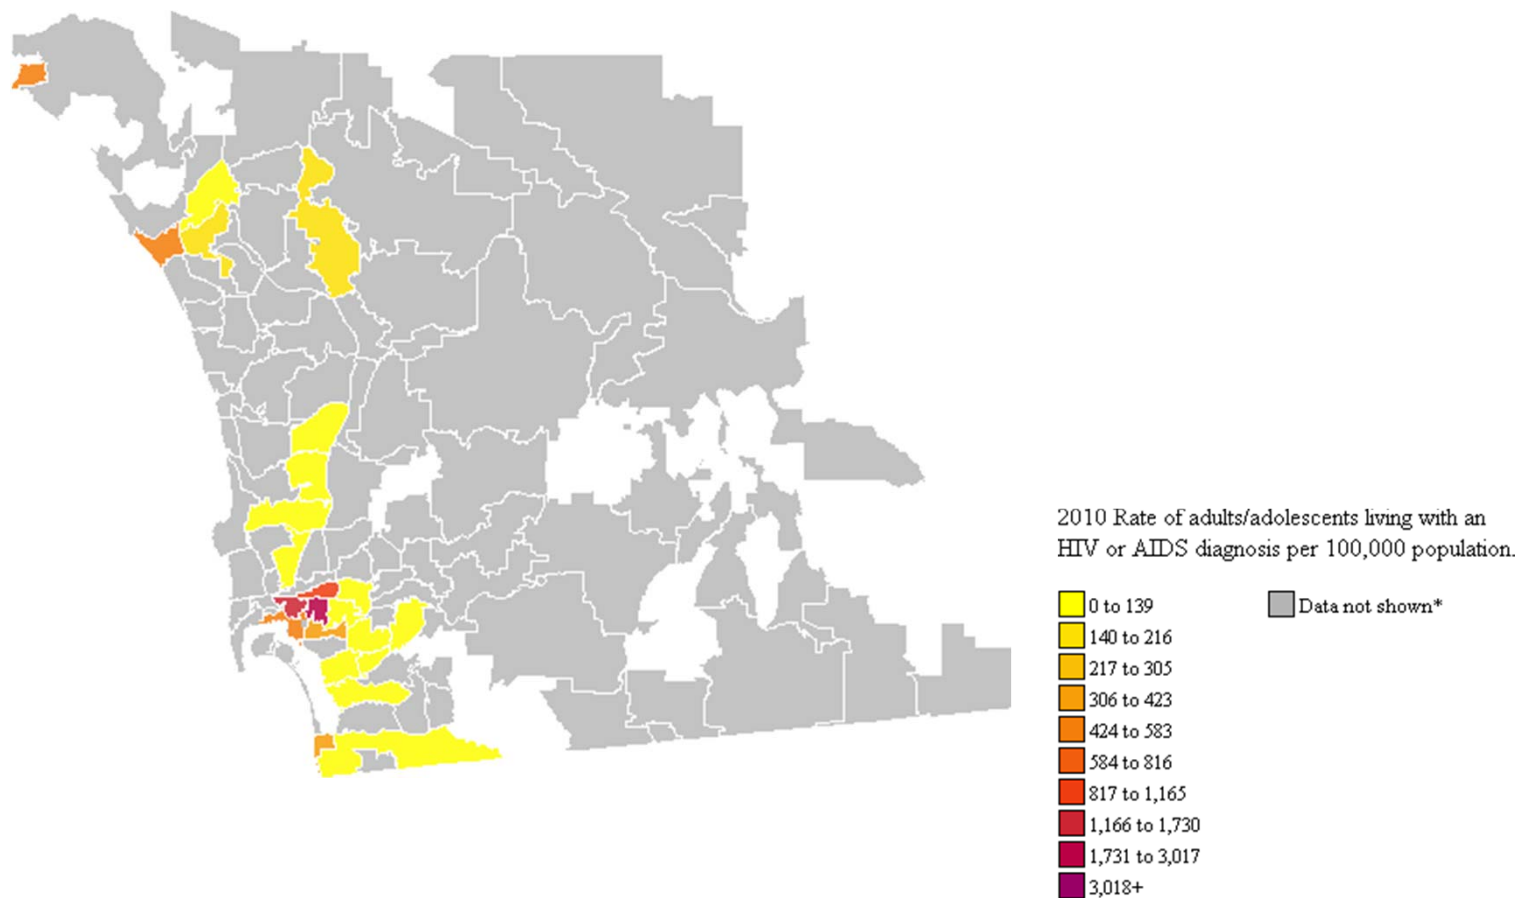 2010 Rate of adults/adolescents living with an
HIV or AIDS diagnosis per 100,000 population.
0 to 139
Data not shown*
140 to 216
217 to 305
306 to 423
424 to 583
584 to 816
817 to 1,165
1,166 to 1,730
1,731 to 3,017
3,018+